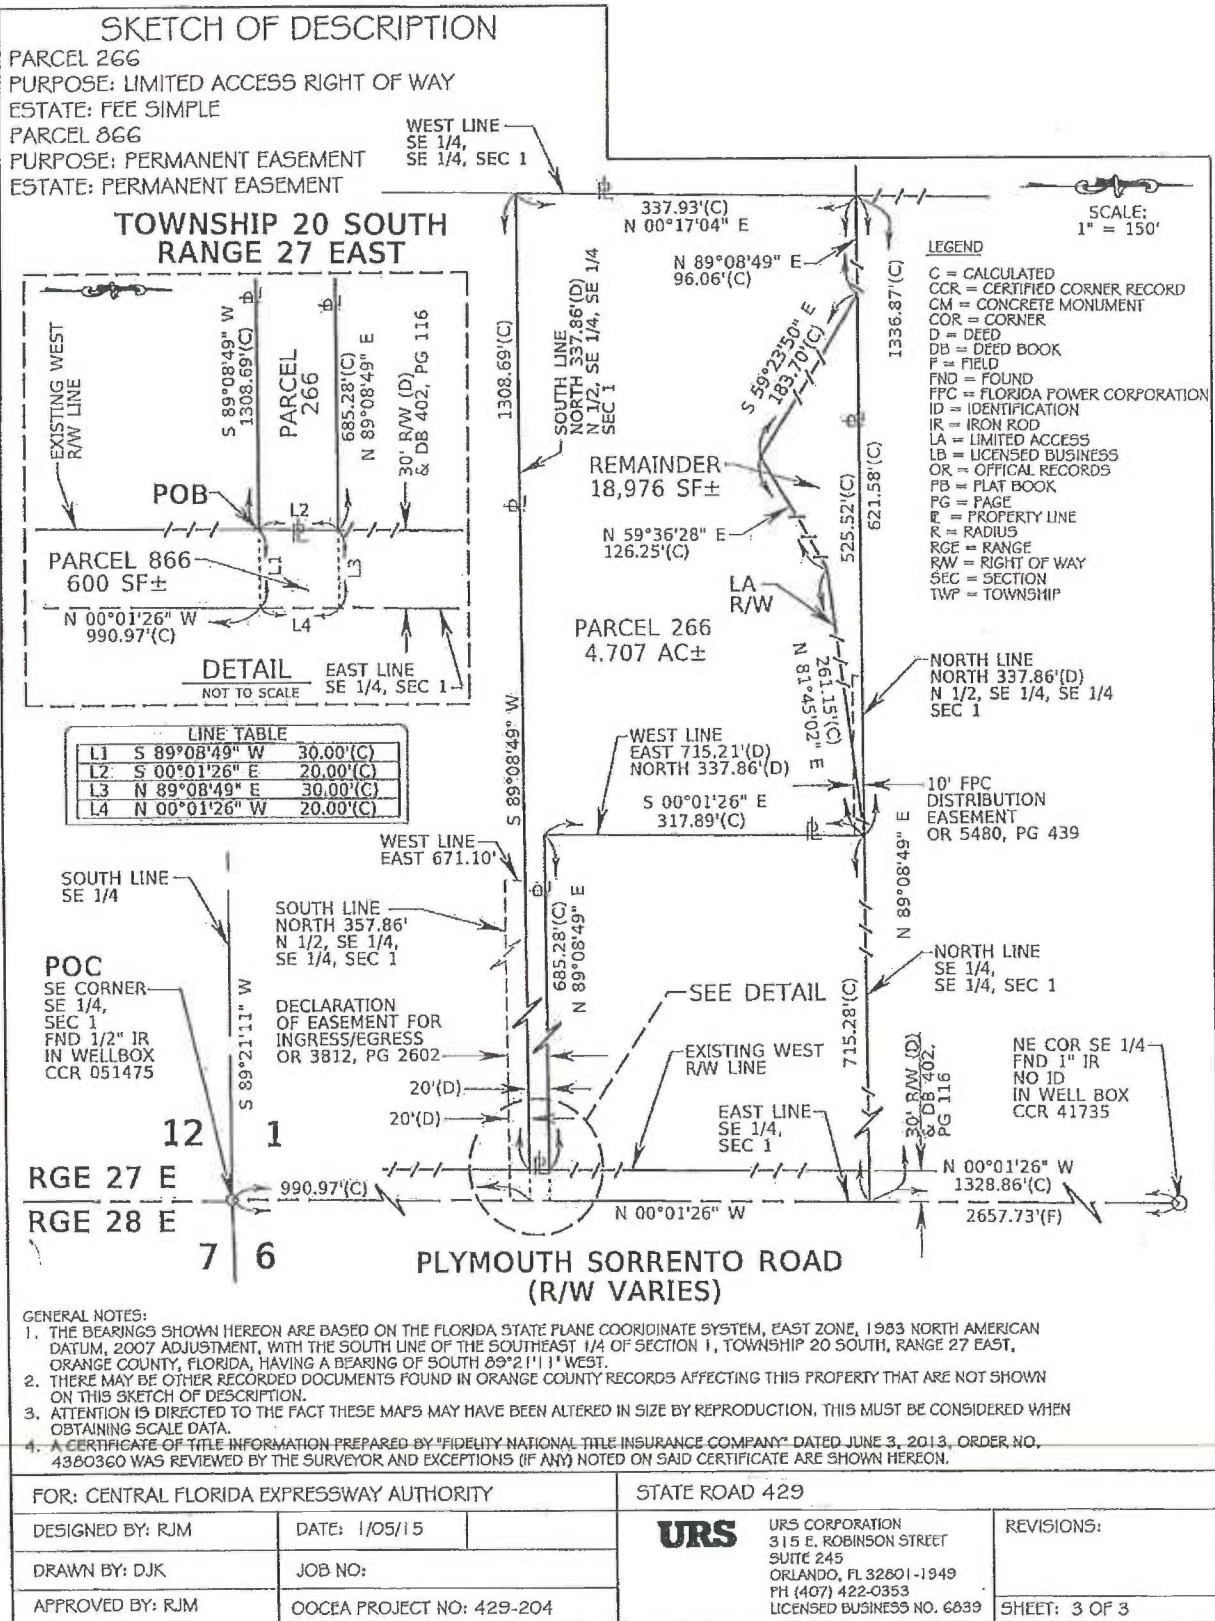 SKETCH OF DESCRIPTION
PARCEL 266
PURPOSE: LIMITED ACCESS RIGHT OF WAY
ESTATE: FEE SIMPLE
PARCEL 866
PURPOSE: PERMANENT EASEMENT
ESTATE: PERMANENT EASEMENT
WEST LINE
SE 1/4,
SE 1/4, SEC 1
TOWNSHIP 20 SOUTH
RANGE 27 EAST
337.93'(C)
N 00°17'04" E
SCALE:
1" = 150'
N 89°08'49" E
96.06'(C)
1336.87'(C)
LEGEND
C = CALCULATED
CCR = CERTIFIED CORNER RECORD
CM = CONCRETE MONUMENT
COR = CORNER
D = DEED
DB = DEED BOOK
F = FIELD
FND = FOUND
FPC = FLORIDA POWER CORPORATION
ID = IDENTIFICATION
IR = IRON ROD
LA = LIMITED ACCESS
LB = LICENSED BUSINESS
OR = OFFICAL RECORDS
PB = PLAT BOOK
PG = PAGE
PL = PROPERTY LINE
R = RADIUS
RGE = RANGE
R/W = RIGHT OF WAY
SEC = SECTION
TWP = TOWNSHIP
EXISTING WEST
R/W LINE
S 89°08'49" W
1308.69'(C)
PARCEL
266
685.28'(C)
N 89°08'49" E
30' R/W (D)
& DB 402, PG 116
POB
L2
L1
L3
L4
PARCEL 866
600 SF±
N 00°01'26" W
990.97'(C)
DETAIL
NOT TO SCALE
EAST LINE
SE 1/4, SEC 1
1308.69'(C)
SOUTH LINE
NORTH 337.86'(D)
N 1/2, SE 1/4, SE 1/4
SEC 1
S 59°23'50" E
183.70'(C)
REMAINDER
18,976 SF±
525.52'(C)
621.58'(C)
N 59°36'28" E
126.25'(C)
LA
R/W
PARCEL 266
4.707 AC±
261.15'(C)
N 81°45'02" E
NORTH LINE
NORTH 337.86'(D)
N 1/2, SE 1/4, SE 1/4
SEC 1
LINE TABLE
L1 S 89°08'49" W 30.00'(C)
L2 S 00°01'26" E 20.00'(C)
L3 N 89°08'49" E 30.00'(C)
L4 N 00°01'26" W 20.00'(C)
S 89°08'49" W
WEST LINE
EAST 715.21'(D)
NORTH 337.86'(D)
S 00°01'26" E
317.89'(C)
10' FPC
DISTRIBUTION
EASEMENT
OR 5480, PG 439
WEST LINE
EAST 671.10'
SOUTH LINE
SE 1/4
SOUTH LINE
NORTH 357.86'
N 1/2, SE 1/4,
SE 1/4, SEC 1
685.28'(C)
N 89°08'49" E
N 89°08'49" E
NORTH LINE
SE 1/4,
SE 1/4, SEC 1
POC
SE CORNER
SE 1/4,
SEC 1
FND 1/2" IR
IN WELLBOX
CCR 051475
S 89°21'11" W
DECLARATION
OF EASEMENT FOR
INGRESS/EGRESS
OR 3812, PG 2602
SEE DETAIL
715.28'(C)
EXISTING WEST
R/W LINE
20'(D)
20'(D)
EAST LINE
SE 1/4,
SEC 1
30' R/W (D)
& DB 402,
PG 116
NE COR SE 1/4
FND 1" IR
NO ID
IN WELL BOX
CCR 41735
12 1
RGE 27 E
RGE 28 E
7 6
990.97'(C)
N 00°01'26" W
N 00°01'26" W
1328.86'(C)
2657.73'(F)
PLYMOUTH SORRENTO ROAD
(R/W VARIES)
GENERAL NOTES:
1. THE BEARINGS SHOWN HEREON ARE BASED ON THE FLORIDA STATE PLANE COORIDINATE SYSTEM, EAST ZONE, 1983 NORTH AMERICAN
DATUM, 2007 ADJUSTMENT, WITH THE SOUTH LINE OF THE SOUTHEAST 1/4 OF SECTION 1, TOWNSHIP 20 SOUTH, RANGE 27 EAST,
ORANGE COUNTY, FLORIDA, HAVING A BEARING OF SOUTH 89°21'11" WEST.
2. THERE MAY BE OTHER RECORDED DOCUMENTS FOUND IN ORANGE COUNTY RECORDS AFFECTING THIS PROPERTY THAT ARE NOT SHOWN
ON THIS SKETCH OF DESCRIPTION.
3. ATTENTION IS DIRECTED TO THE FACT THESE MAPS MAY HAVE BEEN ALTERED IN SIZE BY REPRODUCTION, THIS MUST BE CONSIDERED WHEN
OBTAINING SCALE DATA.
4. A CERTIFICATE OF TITLE INFORMATION PREPARED BY "FIDELITY NATIONAL TITLE INSURANCE COMPANY" DATED JUNE 3, 2013, ORDER NO.
4380360 WAS REVIEWED BY THE SURVEYOR AND EXCEPTIONS (IF ANY) NOTED ON SAID CERTIFICATE ARE SHOWN HEREON.
FOR: CENTRAL FLORIDA EXPRESSWAY AUTHORITY
STATE ROAD 429
DESIGNED BY: RJM
DATE: 1/05/15
DRAWN BY: DJK
JOB NO:
APPROVED BY: RJM
OOCEA PROJECT NO: 429-204
URS
URS CORPORATION
315 E. ROBINSON STREET
SUITE 245
ORLANDO, FL 32801-1949
PH (407) 422-0353
LICENSED BUSINESS NO. 6839
REVISIONS:
SHEET: 3 OF 3